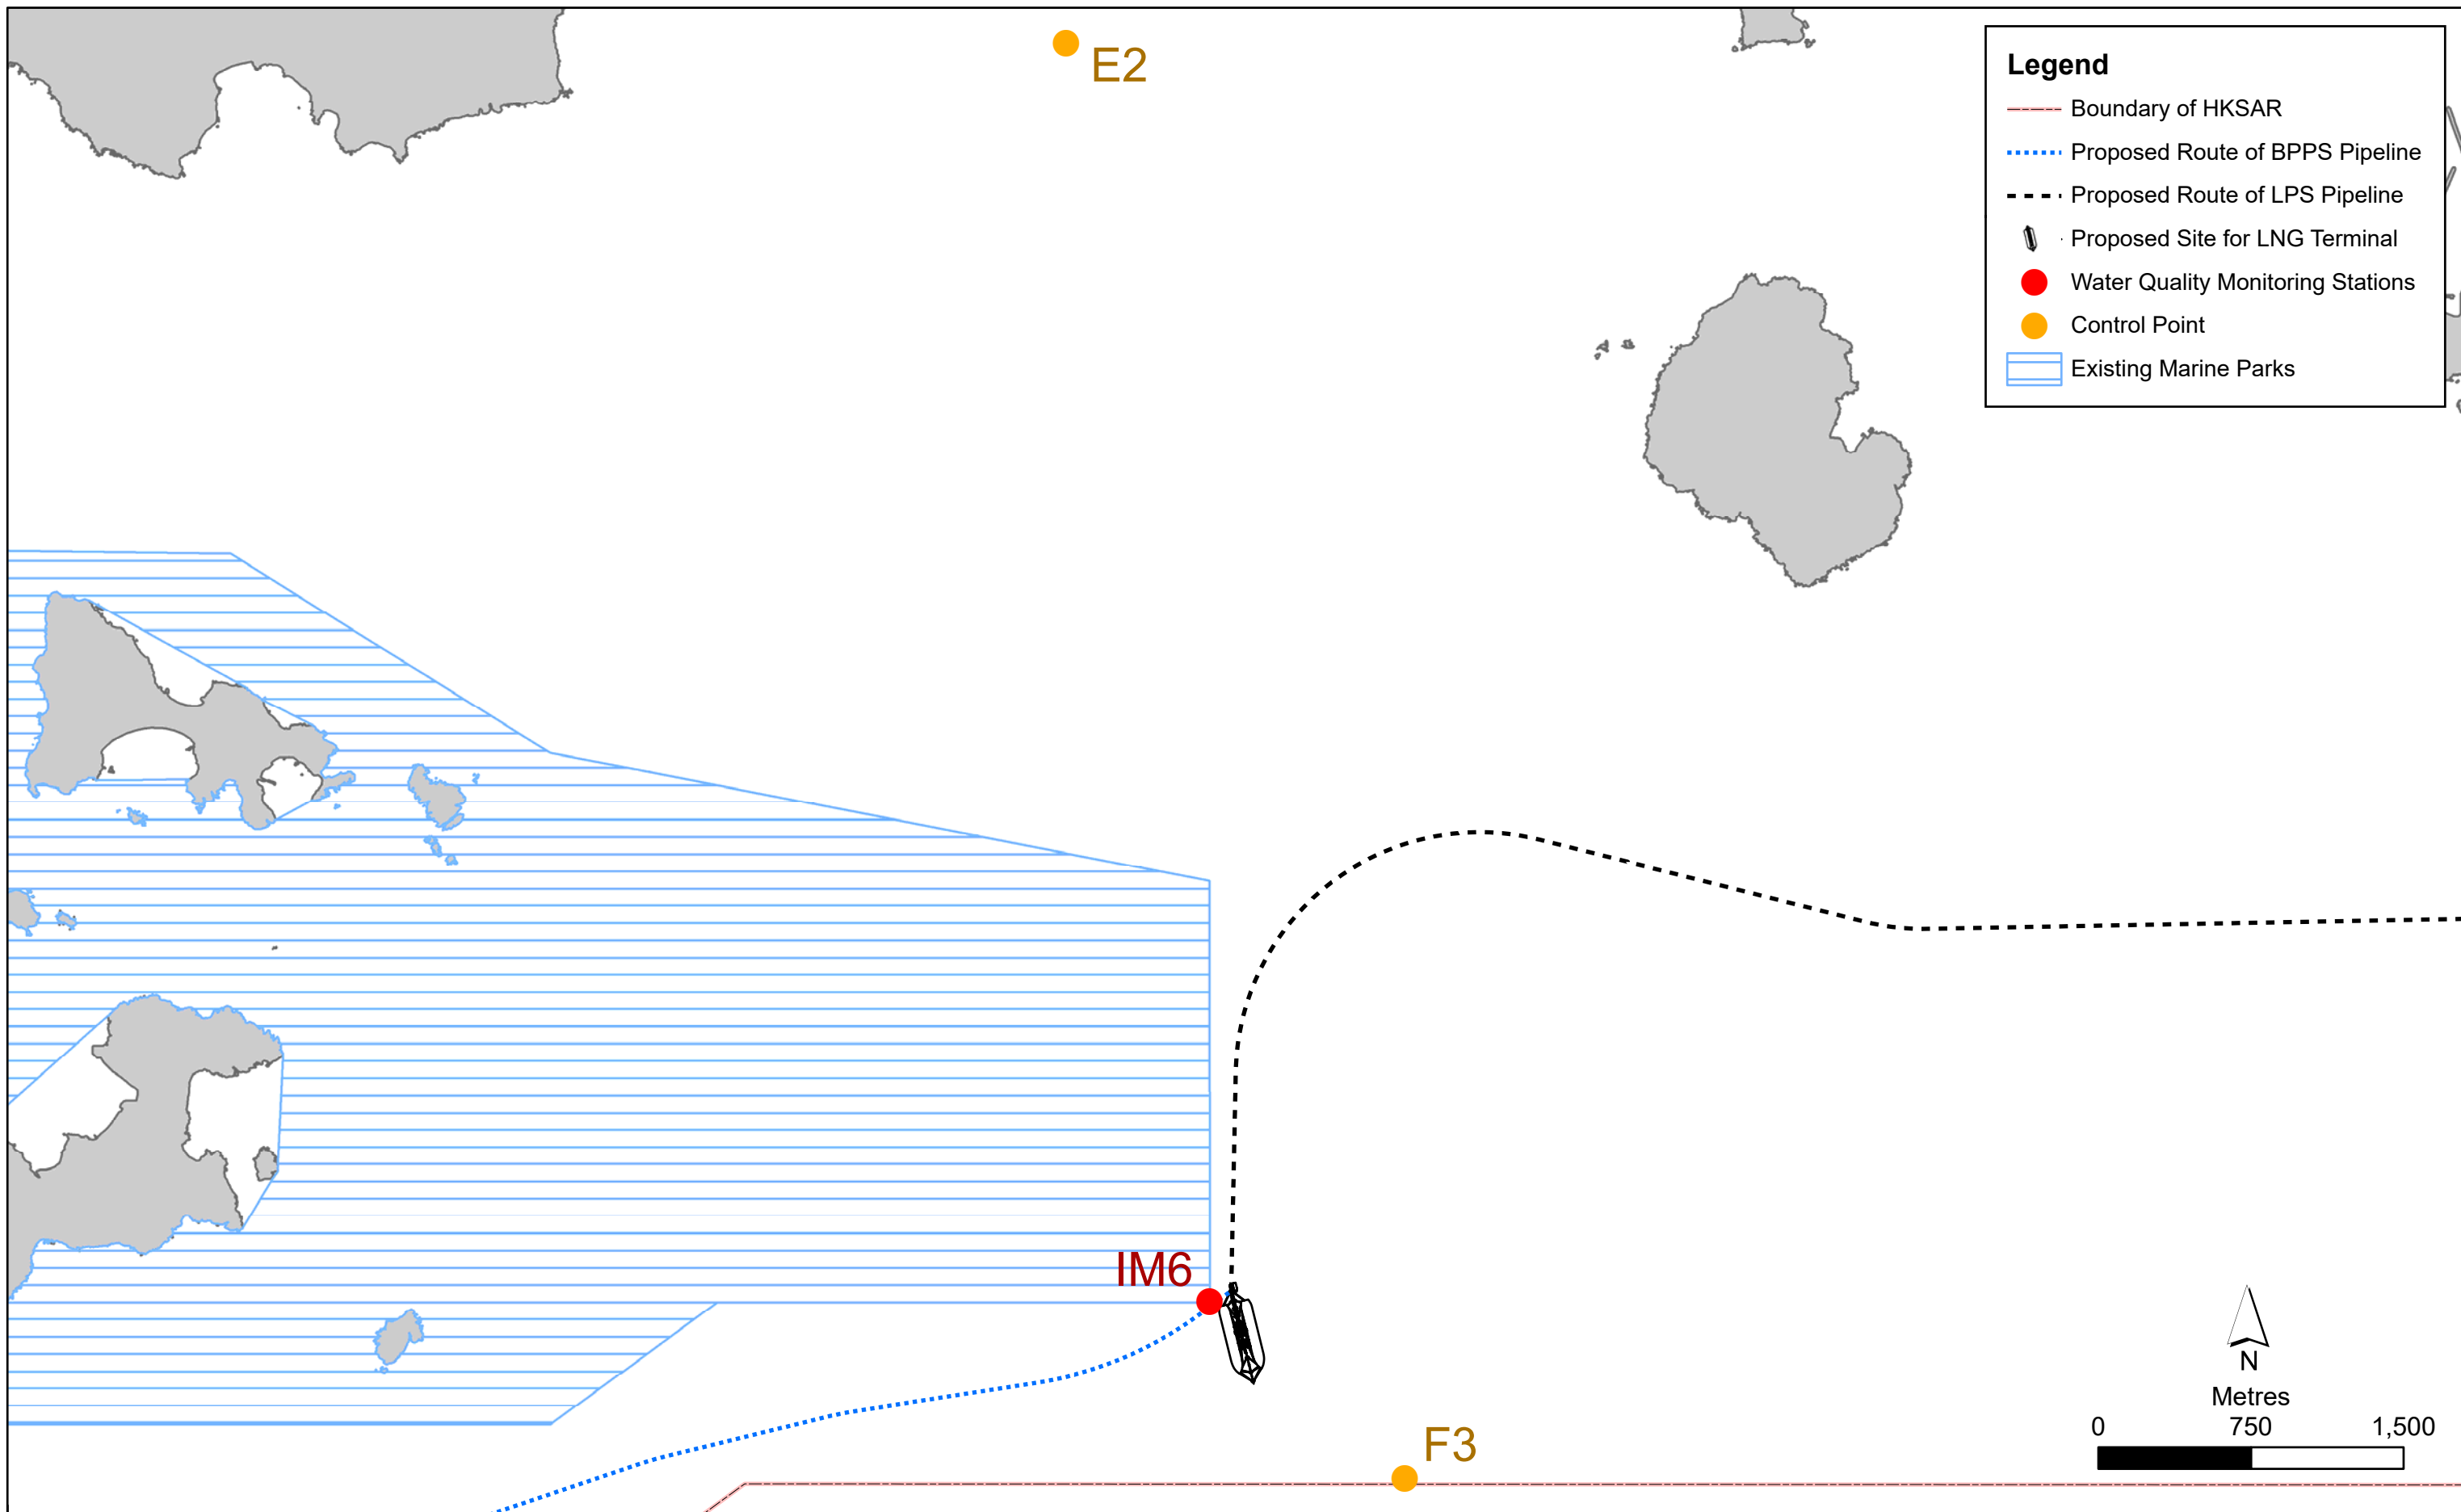 E2
Legend
Boundary of HKSAR
Proposed Route of BPPS Pipeline
Proposed Route of LPS Pipeline
Proposed Site for LNG Terminal
Water Quality Monitoring Stations
Control Point
Existing Marine Parks
IM6
F3
N
Metres
0 750 1,500